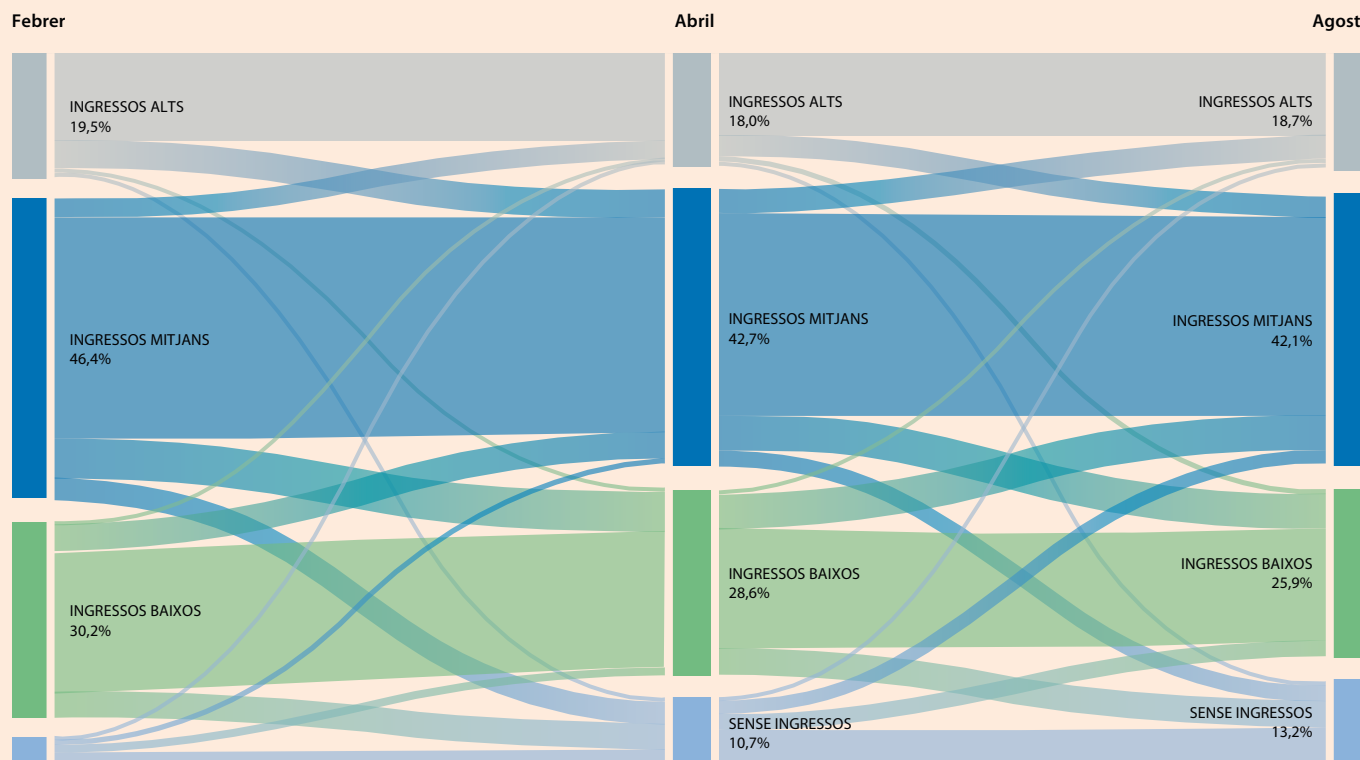 Febrer
Abril
Agost
INGRESSOS ALTS
19,5%
INGRESSOS MITJANS
46,4%
INGRESSOS BAIXOS
30,2%
INGRESSOS ALTS
18,0%
INGRESSOS MITJANS
42,7%
INGRESSOS BAIXOS
28,6%
SENSE INGRESSOS
10,7%
INGRESSOS ALTS
18,7%
INGRESSOS MITJANS
42,1%
INGRESSOS BAIXOS
25,9%
SENSE INGRESSOS
13,2%